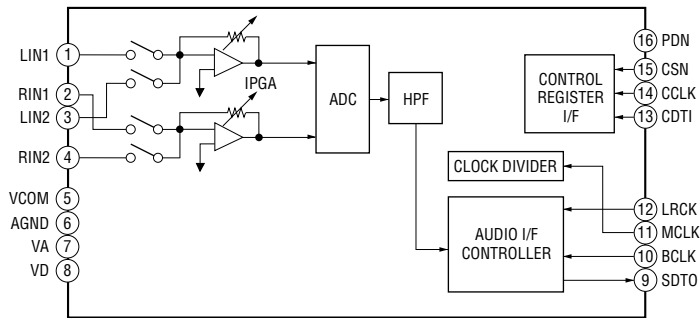 LIN1 1
RIN1 2
LIN2 3
RIN2 4
VCOM 5
AGND 6
VA 7
VD 8
IPGA
ADC
HPF
CONTROL
REGISTER
I/F
CLOCK DIVIDER
AUDIO I/F
CONTROLLER
16 PDN
15 CSN
14 CCLK
13 CDTI
12 LRCK
11 MCLK
10 BCLK
9 SDTO